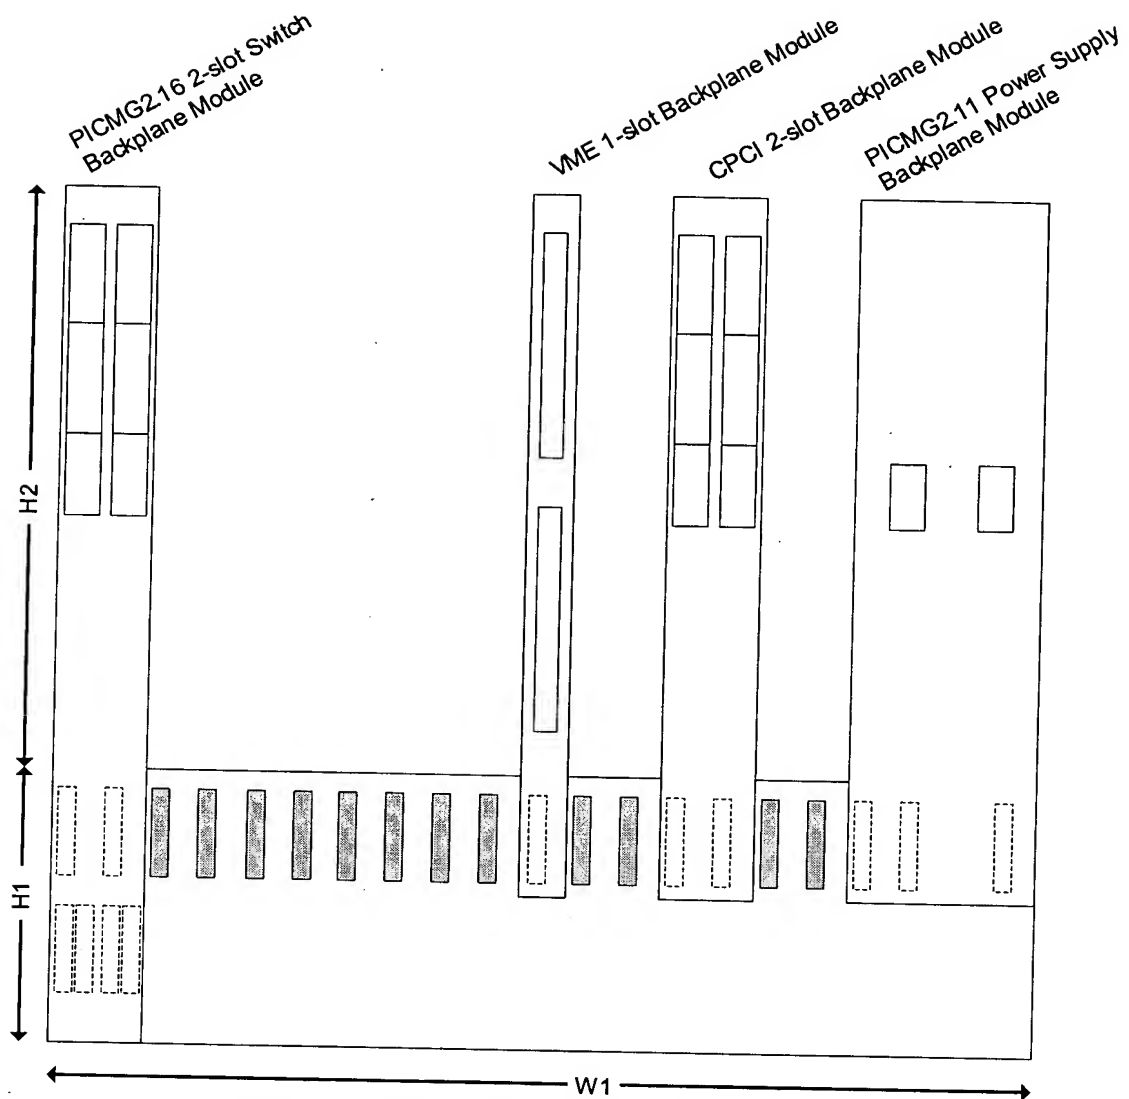 PICMG2.16 2-slot Switch
Backplane Module
VME 1-slot Backplane Module
CPCI 2-slot Backplane Module
PICMG2.11 Power Supply
Backplane Module
H2
H1
W1